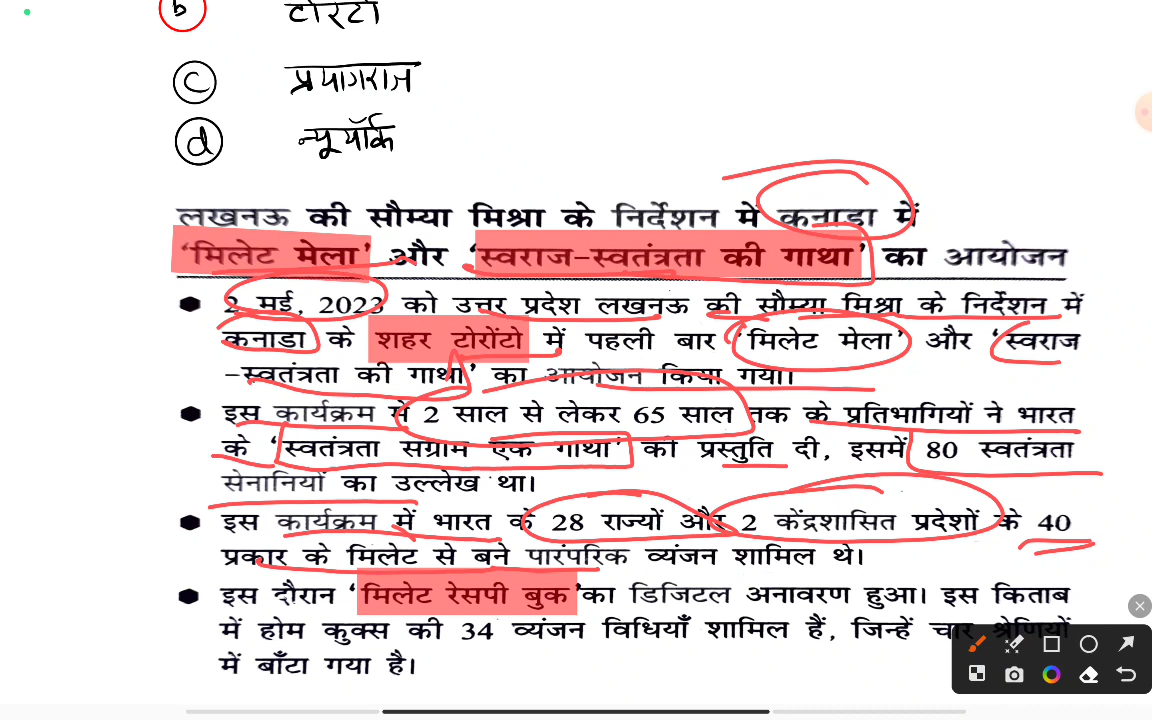 b टोरंटो
c प्रयागराज
d न्यूयॉर्क
लखनऊ की सौम्या मिश्रा के निर्देशन में कनाडा में
‘मिलेट मेला’ और ‘स्वराज-स्वतंत्रता की गाथा’ का आयोजन
● 2 मई, 2023 को उत्तर प्रदेश लखनऊ की सौम्या मिश्रा के निर्देशन में
कनाडा के शहर टोरोंटो में पहली बार ‘मिलेट मेला’ और ‘स्वराज
-स्वतंत्रता की गाथा’ का आयोजन किया गया।
● इस कार्यक्रम में 2 साल से लेकर 65 साल तक के प्रतिभागियों ने भारत
के ‘स्वतंत्रता सग्राम एक गाथा’ की प्रस्तुति दी, इसमें 80 स्वतंत्रता
सेनानियों का उल्लेख था।
● इस कार्यक्रम में भारत के 28 राज्यों और 2 केंद्रशासित प्रदेशों के 40
प्रकार के मिलेट से बने पारंपरिक व्यंजन शामिल थे।
● इस दौरान ‘मिलेट रेसपी बुक’ का डिजिटल अनावरण हुआ। इस किताब
में होम कुक्स की 34 व्यंजन विधियाँ शामिल हैं, जिन्हें चार श्रेणियों
में बाँटा गया है।